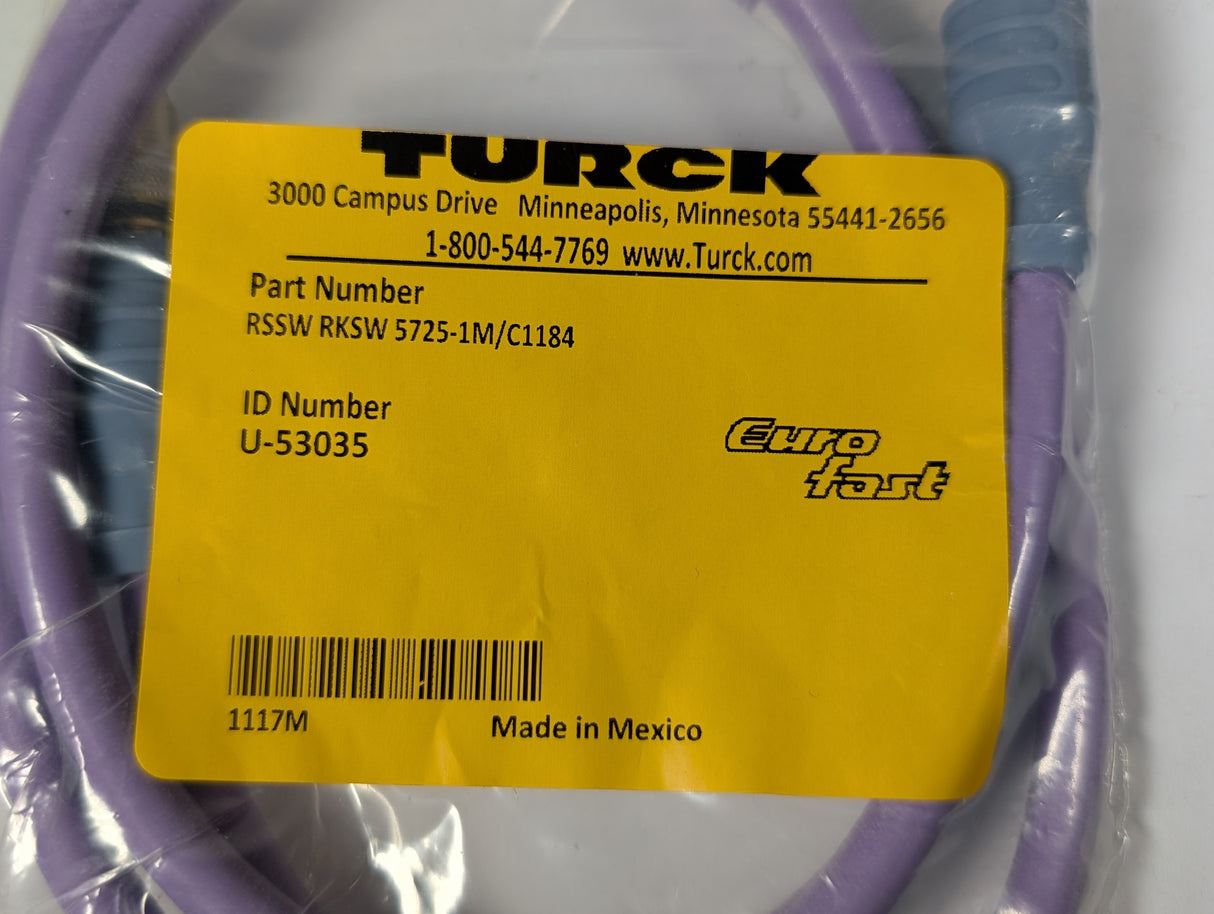 TURCK
3000 Campus Drive Minneapolis, Minnesota 55441-2656
1-800-544-7769 www.Turck.com
Part Number
RSSW RKSW 5725-1M/C1184
ID Number
U-53035
Euro
fast
1117M Made in Mexico